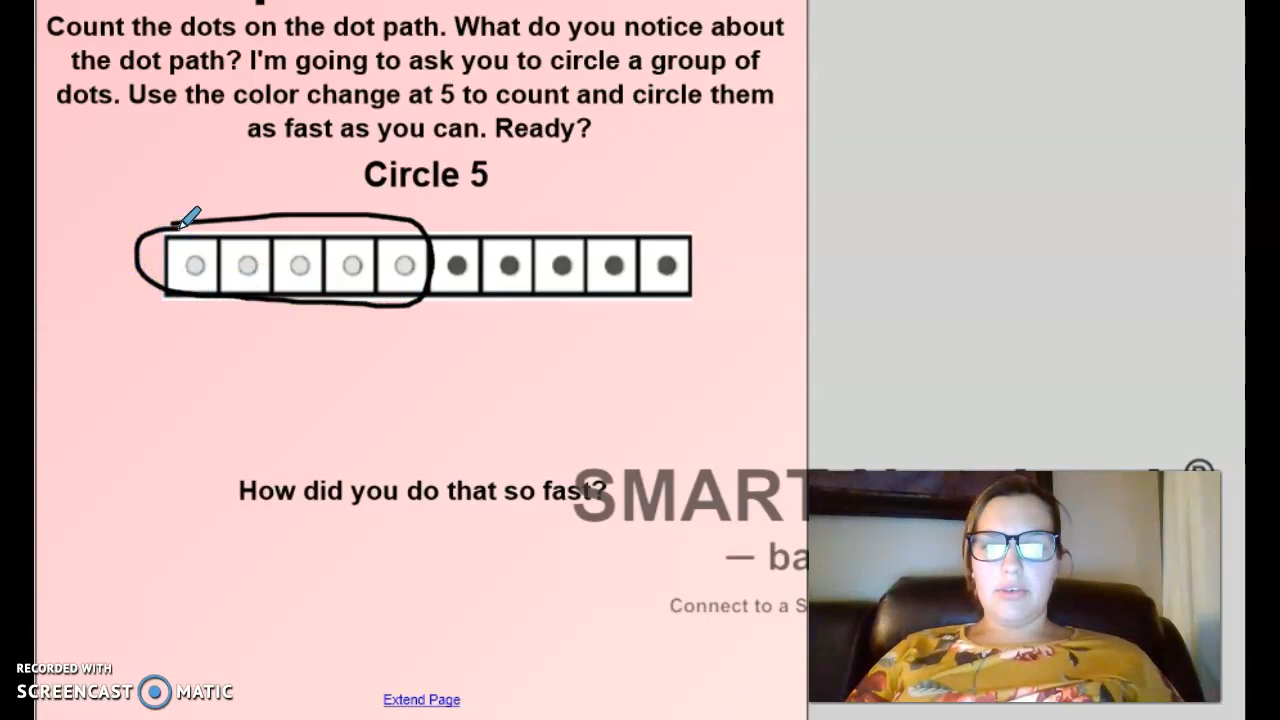 Count the dots on the dot path. What do you notice about
the dot path? I'm going to ask you to circle a group of
dots. Use the color change at 5 to count and circle them
as fast as you can. Ready?
Circle 5
How did you do that so fast?
SMART
— ba
Connect to a S
RECORDED WITH
SCREENCAST MATIC
Extend Page